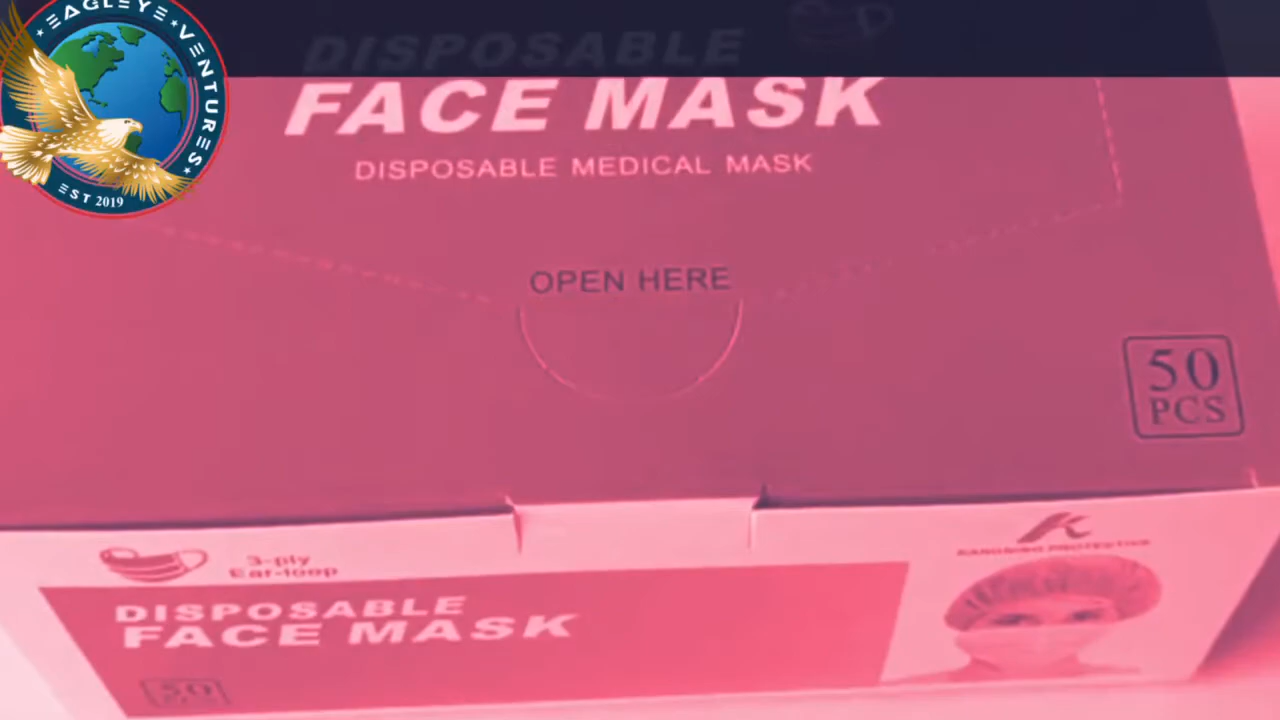 EAGLEYE VENTURES
EST 2019
DISPOSABLE
FACE MASK
DISPOSABLE MEDICAL MASK
OPEN HERE
50
PCS
3-ply
Ear-loop
DISPOSABLE
FACE MASK
50